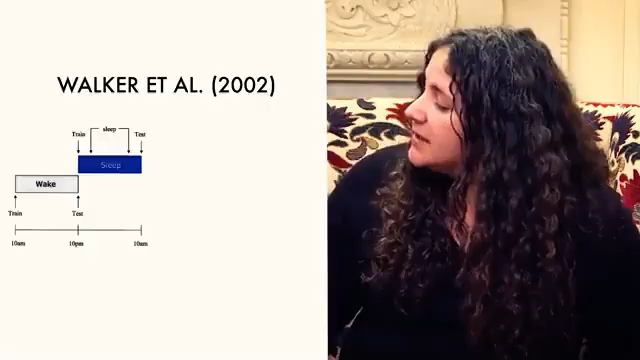 WALKER ET AL. (2002)
Train sleep Test
Sleep
Wake
Train Test
10am 10pm 10am